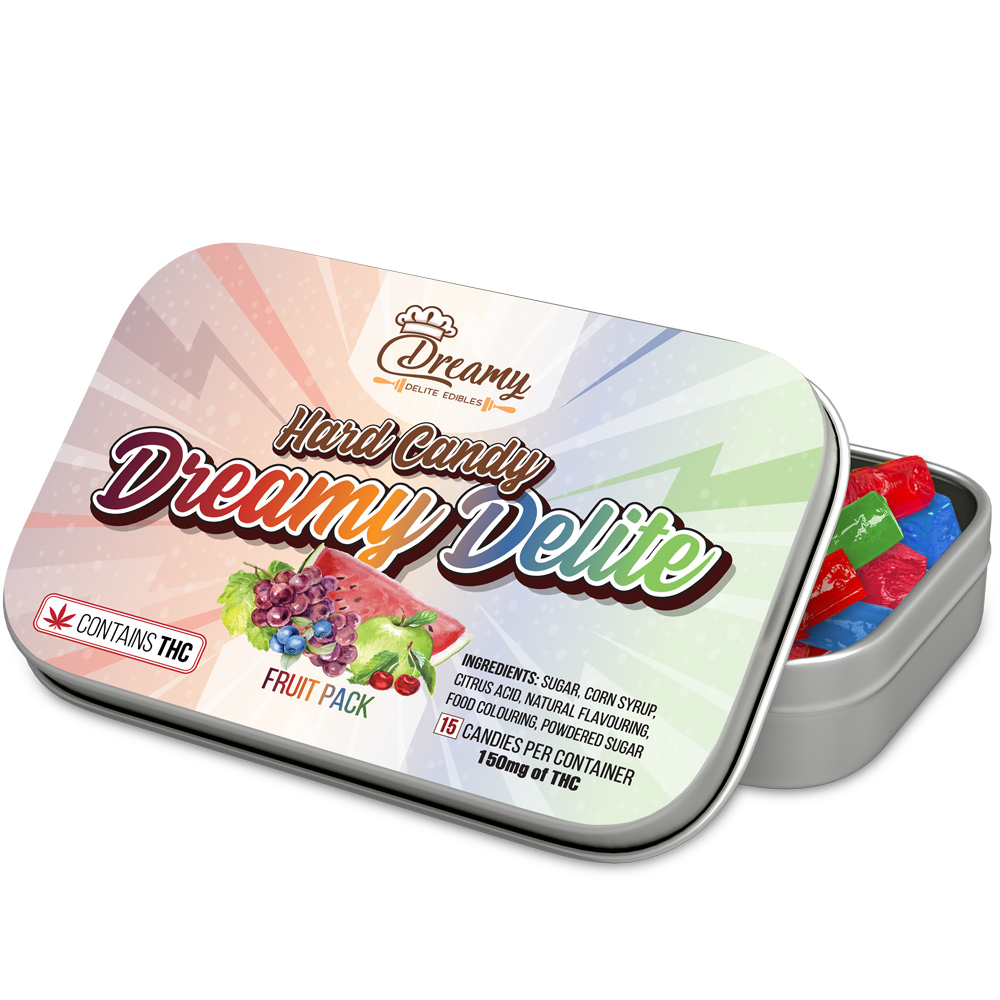 Dreamy
DELITE EDIBLES
Hard Candy
Dreamy Delite
CONTAINS THC
FRUIT PACK
INGREDIENTS: SUGAR, CORN SYRUP,
CITRUS ACID, NATURAL FLAVOURING,
FOOD COLOURING, POWDERED SUGAR
15 CANDIES PER CONTAINER
150mg of THC